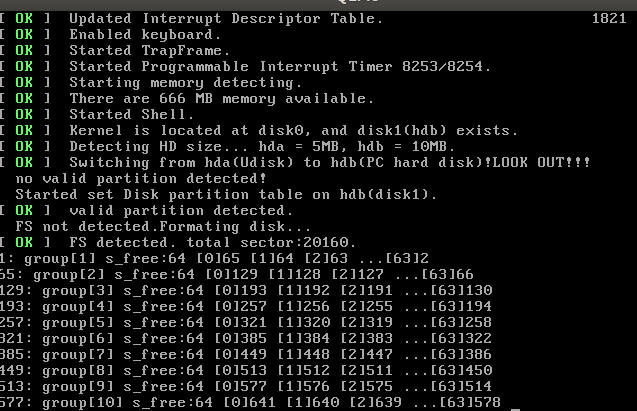 [ OK ] Updated Interrupt Descriptor Table. 1821
[ OK ] Enabled keyboard.
[ OK ] Started TrapFrame.
[ OK ] Started Programmable Interrupt Timer 8253/8254.
[ OK ] Starting memory detecting.
[ OK ] There are 666 MB memory available.
[ OK ] Started Shell.
[ OK ] Kernel is located at disk0, and disk1(hdb) exists.
[ OK ] Detecting HD size... hda = 5MB, hdb = 10MB.
[ OK ] Switching from hda(Udisk) to hdb(PC hard disk)!LOOK OUT!!!
no valid partition detected!
Started set Disk partition table on hdb(disk1).
[ OK ] valid partition detected.
FS not detected.Formating disk...
[ OK ] FS detected. total sector:20160.
1: group[1] s_free:64 [0]65 [1]64 [2]63 ...[63]2
65: group[2] s_free:64 [0]129 [1]128 [2]127 ...[63]66
129: group[3] s_free:64 [0]193 [1]192 [2]191 ...[63]130
193: group[4] s_free:64 [0]257 [1]256 [2]255 ...[63]194
257: group[5] s_free:64 [0]321 [1]320 [2]319 ...[63]258
321: group[6] s_free:64 [0]385 [1]384 [2]383 ...[63]322
385: group[7] s_free:64 [0]449 [1]448 [2]447 ...[63]386
449: group[8] s_free:64 [0]513 [1]512 [2]511 ...[63]450
513: group[9] s_free:64 [0]577 [1]576 [2]575 ...[63]514
577: group[10] s_free:64 [0]641 [1]640 [2]639 ...[63]578 _